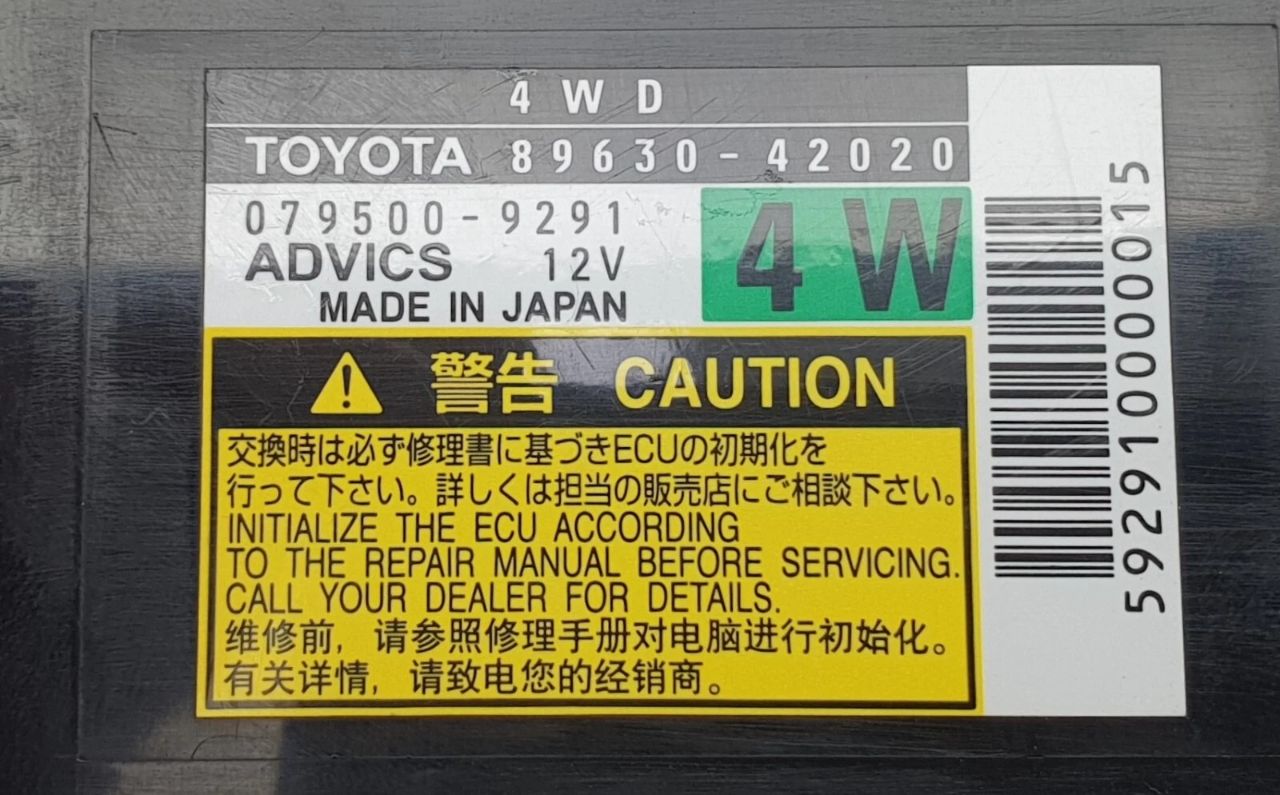 4WD
TOYOTA 89630-42020
079500-9291
ADVICS 12V
MADE IN JAPAN
4W
警告 CAUTION
交換時は必ず修理書に基づきECUの初期化を
行って下さい。詳しくは担当の販売店にご相談下さい。
INITIALIZE THE ECU ACCORDING
TO THE REPAIR MANUAL BEFORE SERVICING.
CALL YOUR DEALER FOR DETAILS.
维修前，请参照修理手册对电脑进行初始化。
有关详情，请致电您的经销商。
592910000015